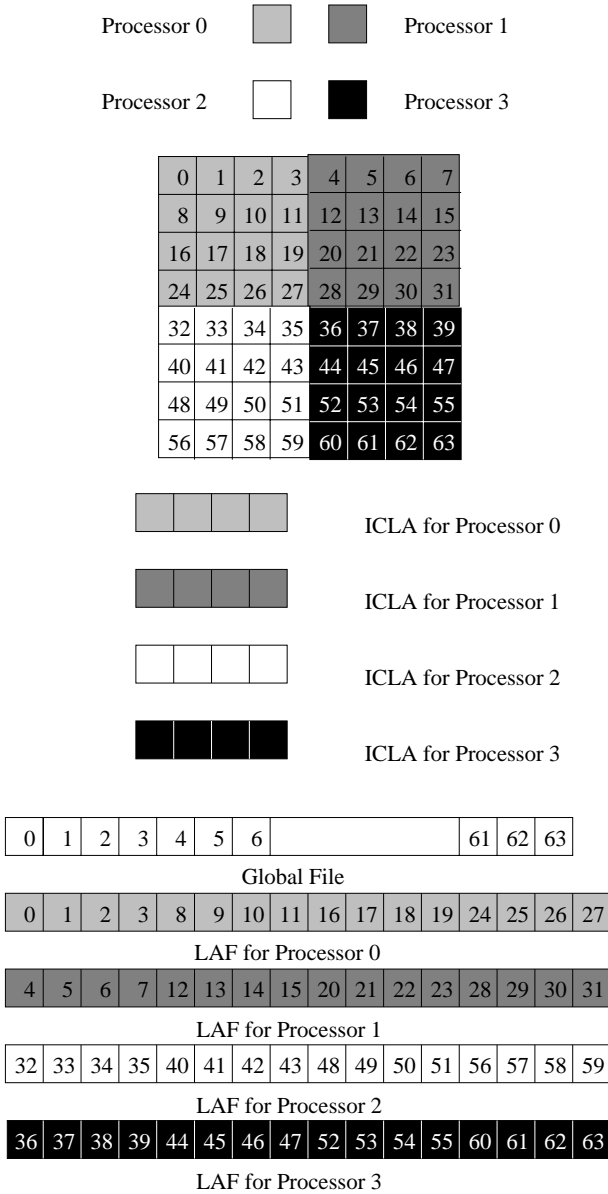 Processor 0 Processor 1
Processor 2 Processor 3
0 1 2 3 4 5 6 7
8 9 10 11 12 13 14 15
16 17 18 19 20 21 22 23
24 25 26 27 28 29 30 31
32 33 34 35 36 37 38 39
40 41 42 43 44 45 46 47
48 49 50 51 52 53 54 55
56 57 58 59 60 61 62 63
ICLA for Processor 0
ICLA for Processor 1
ICLA for Processor 2
ICLA for Processor 3
0 1 2 3 4 5 6 61 62 63
Global File
0 1 2 3 8 9 10 11 16 17 18 19 24 25 26 27
LAF for Processor 0
4 5 6 7 12 13 14 15 20 21 22 23 28 29 30 31
LAF for Processor 1
32 33 34 35 40 41 42 43 48 49 50 51 56 57 58 59
LAF for Processor 2
36 37 38 39 44 45 46 47 52 53 54 55 60 61 62 63
LAF for Processor 3